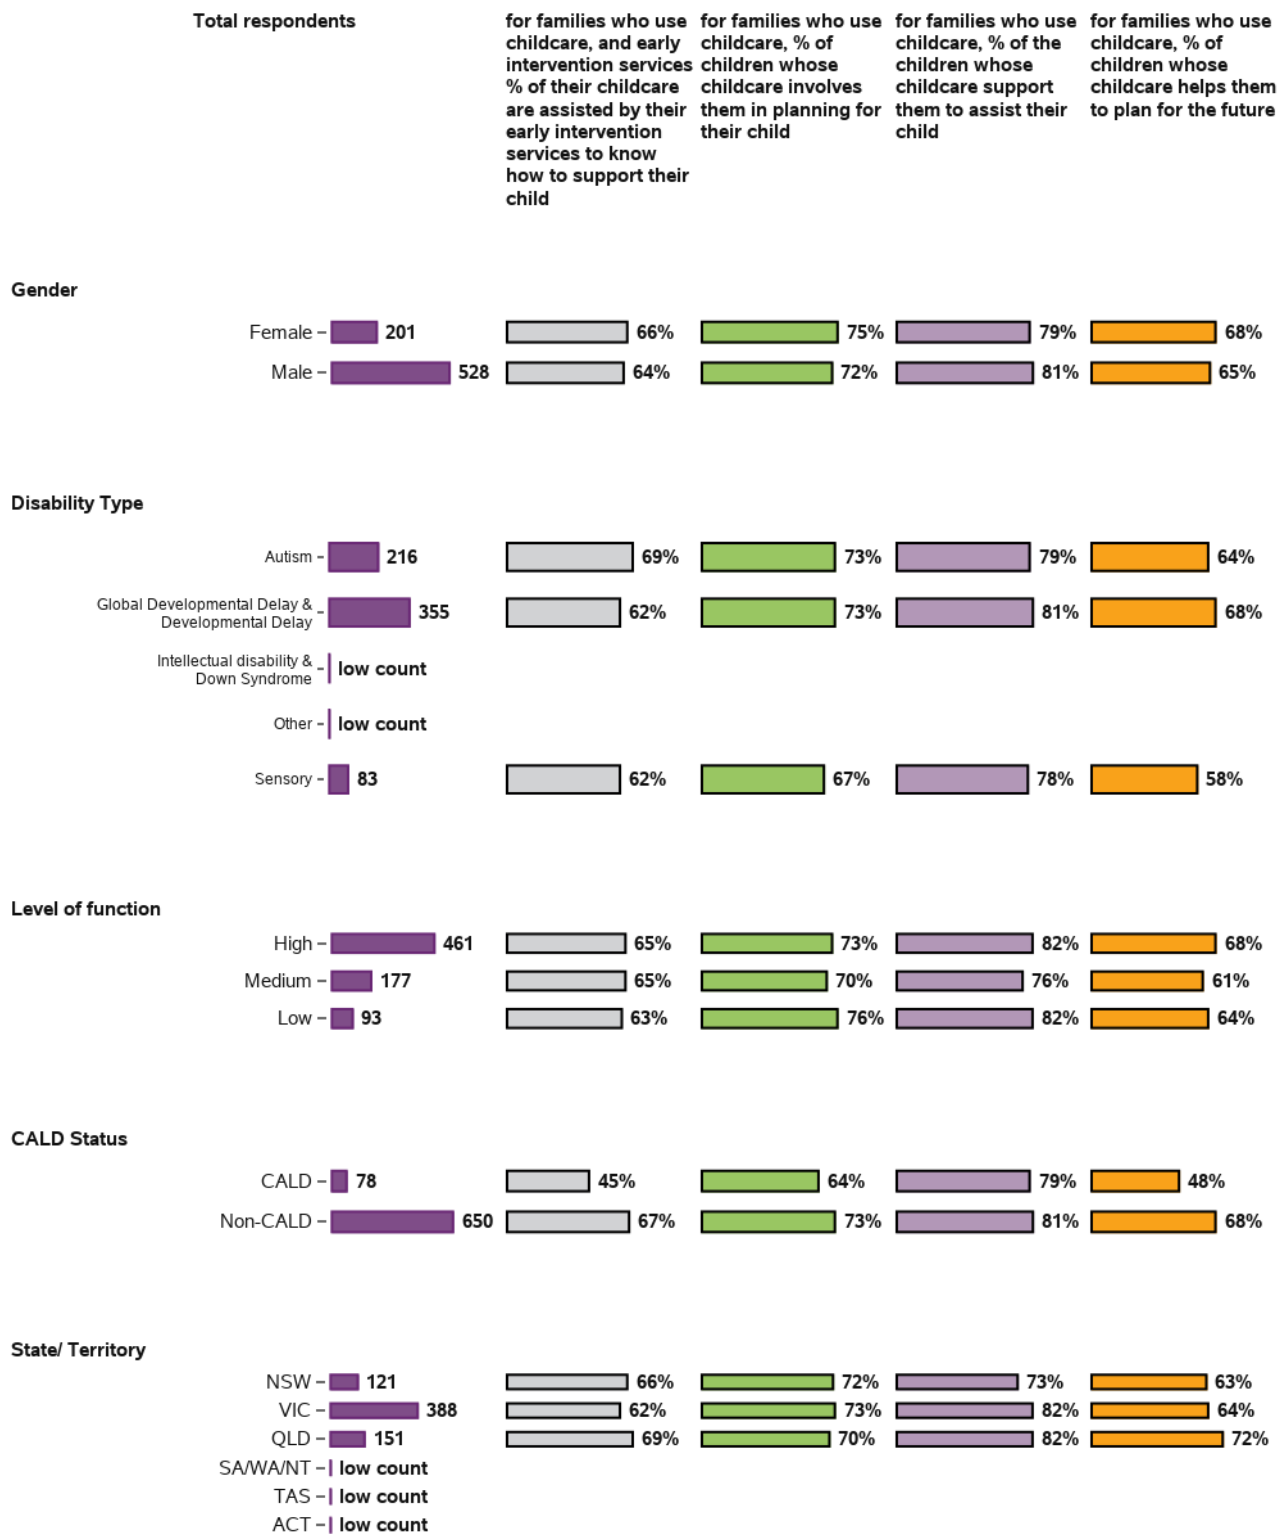 Total respondents
for families who use childcare, and early intervention services % of their childcare are assisted by their early intervention services to know how to support their child
for families who use childcare, % of children whose childcare involves them in planning for their child
for families who use childcare, % of the children whose childcare support them to assist their child
for families who use childcare, % of children whose childcare helps them to plan for the future
Gender
Female 201 66% 75% 79% 68%
Male 528 64% 72% 81% 65%
Disability Type
Autism 216 69% 73% 79% 64%
Global Developmental Delay &
Developmental Delay 355 62% 73% 81% 68%
Intellectual disability &
Down Syndrome low count
Other low count
Sensory 83 62% 67% 78% 58%
Level of function
High 461 65% 73% 82% 68%
Medium 177 65% 70% 76% 61%
Low 93 63% 76% 82% 64%
CALD Status
CALD 78 45% 64% 79% 48%
Non-CALD 650 67% 73% 81% 68%
State/ Territory
NSW 121 66% 72% 73% 63%
VIC 388 62% 73% 82% 64%
QLD 151 69% 70% 82% 72%
SA/WA/NT low count
TAS low count
ACT low count